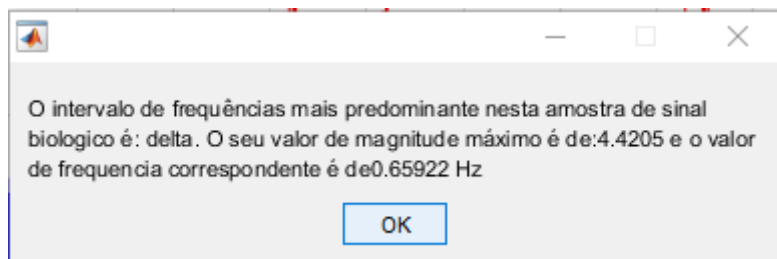 O intervalo de frequências mais predominante nesta amostra de sinal
biologico é: delta. O seu valor de magnitude máximo é de:4.4205 e o valor
de frequencia correspondente é de0.65922 Hz
OK